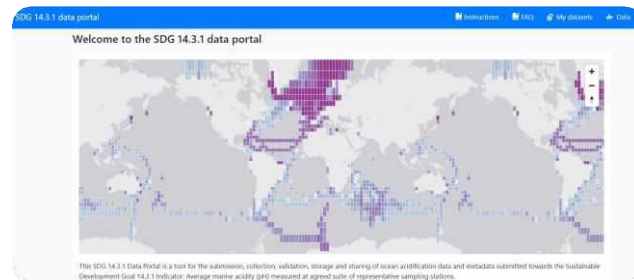 SDG 14.3.1 data portal
Instructions
FAQ
My datasets
Data
Welcome to the SDG 14.3.1 data portal
+
−
This SDG 14.3.1 Data Portal is a tool for the submission, collection, validation, storage and sharing of ocean acidification data and metadata submitted towards the Sustainable
Development Goal 14.3.1 Indicator: Average marine acidity (pH) measured at agreed suite of representative sampling stations.